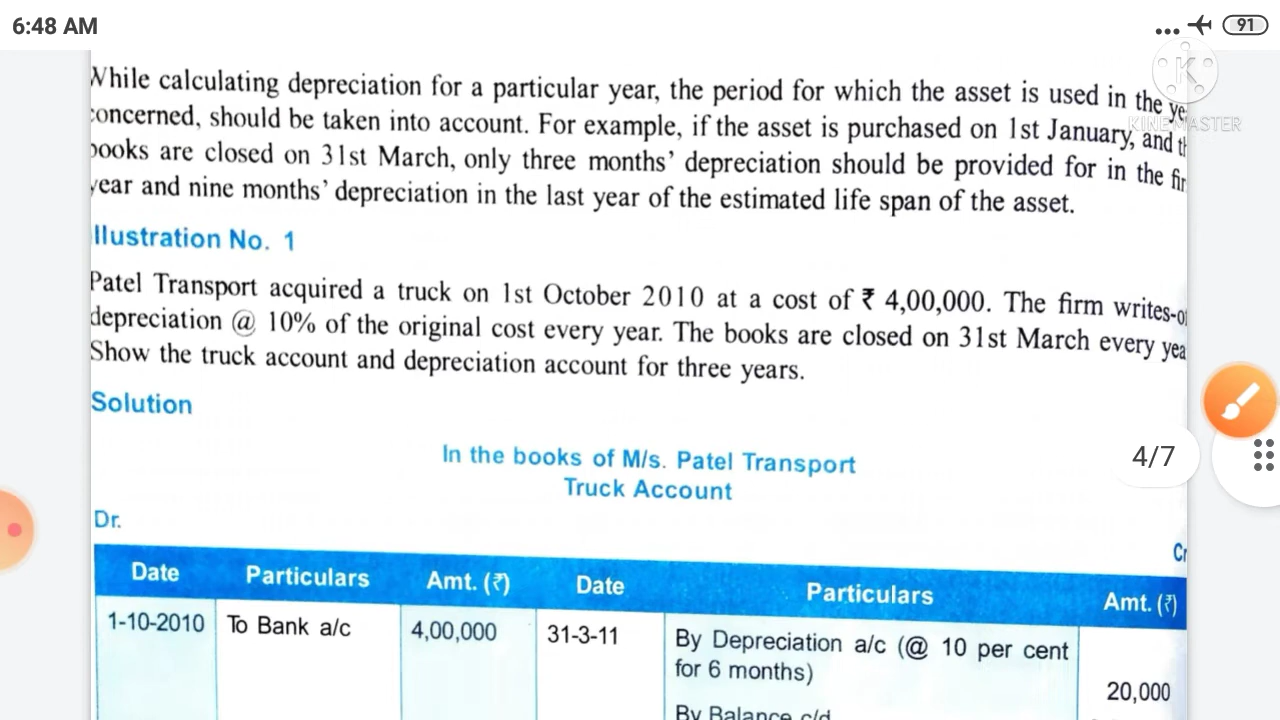 6:48 AM
91
While calculating depreciation for a particular year, the period for which the asset is used in the
concerned, should be taken into account. For example, if the asset is purchased on 1st January, and
books are closed on 31st March, only three months' depreciation should be provided for in the
year and nine months' depreciation in the last year of the estimated life span of the asset.
K
KINEMASTER
Illustration No. 1
Patel Transport acquired a truck on 1st October 2010 at a cost of ₹ 4,00,000. The firm writes-
depreciation @ 10% of the original cost every year. The books are closed on 31st March every
Show the truck account and depreciation account for three years.
Solution
4/7
In the books of M/s. Patel Transport
Truck Account
Dr.
Cr
Date Particulars Amt. (₹) Date Particulars Amt. (₹)
1-10-2010 To Bank a/c 4,00,000 31-3-11 By Depreciation a/c (@ 10 per cent
for 6 months) 20,000
By Balance c/d